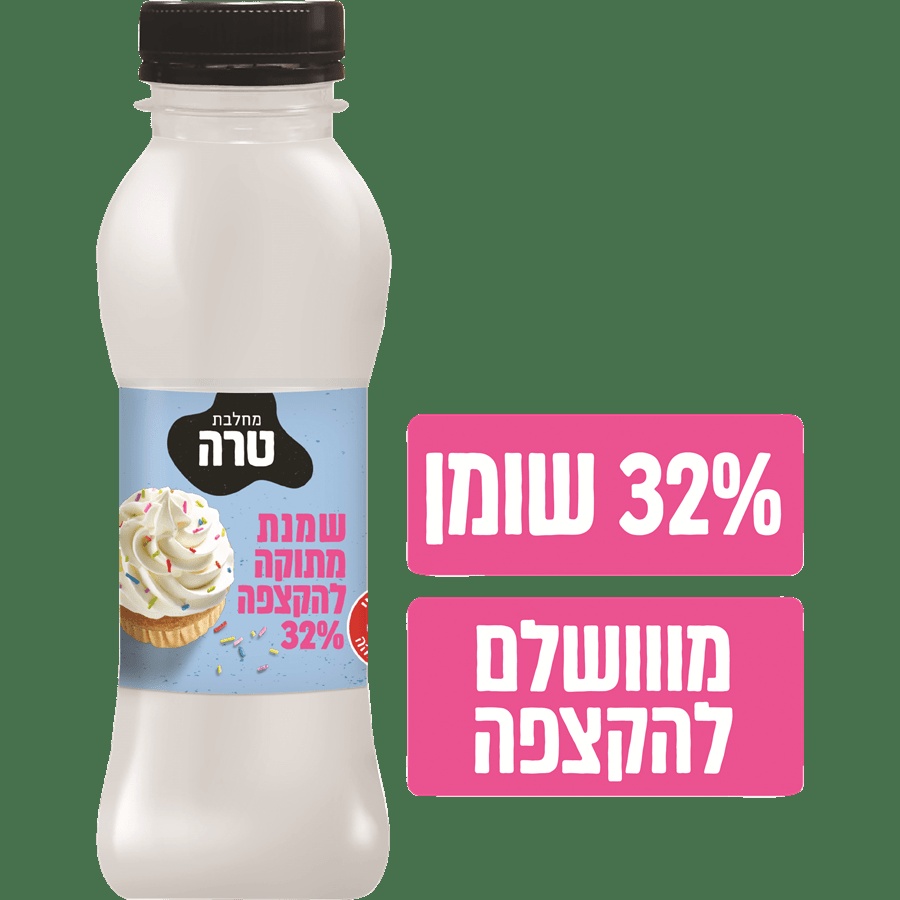 מחלבת
טרה
שמנת
מתוקה
להקצפה
32%
32% שומן
מווושלם
להקצפה